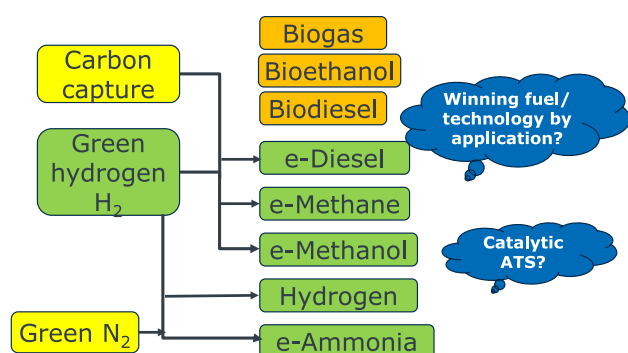 Biogas
Carbon
capture
Bioethanol
Biodiesel
Winning fuel/
technology by
application?
Green
hydrogen
H₂
e-Diesel
e-Methane
e-Methanol
Catalytic
ATS?
Hydrogen
Green N₂
e-Ammonia